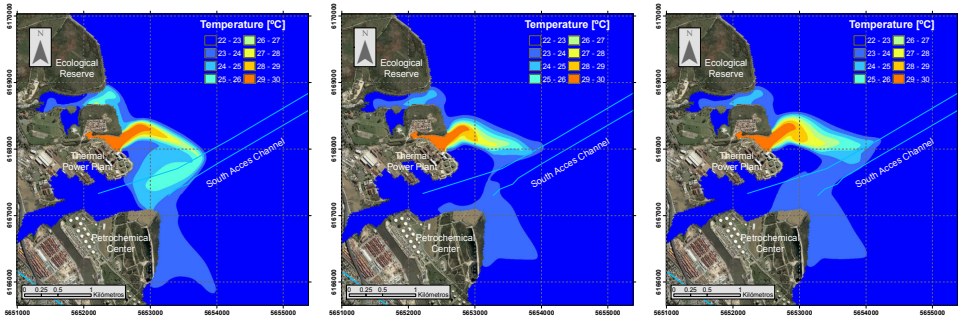 Temperature [ºC]
22 - 23 26 - 27
23 - 24 27 - 28
24 - 25 28 - 29
25 - 26 29 - 30
N
Ecological
Reserve
Thermal
Power Plant
South Acces Channel
Petrochemical
Center
0 0.25 0.5 1
Kilómetros
6170000
6169000
6168000
6167000
6166000
5651000 5652000 5653000 5654000 5655000
Temperature [ºC]
22 - 23 26 - 27
23 - 24 27 - 28
24 - 25 28 - 29
25 - 26 29 - 30
N
Ecological
Reserve
Thermal
Power Plant
South Acces Channel
Petrochemical
Center
0 0.25 0.5 1
Kilómetros
6170000
6169000
6168000
6167000
6166000
5651000 5652000 5653000 5654000 5655000
Temperature [ºC]
22 - 23 26 - 27
23 - 24 27 - 28
24 - 25 28 - 29
25 - 26 29 - 30
N
Ecological
Reserve
Thermal
Power Plant
South Acces Channel
Petrochemical
Center
0 0.25 0.5 1
Kilómetros
6170000
6169000
6168000
6167000
6166000
5651000 5652000 5653000 5654000 5655000